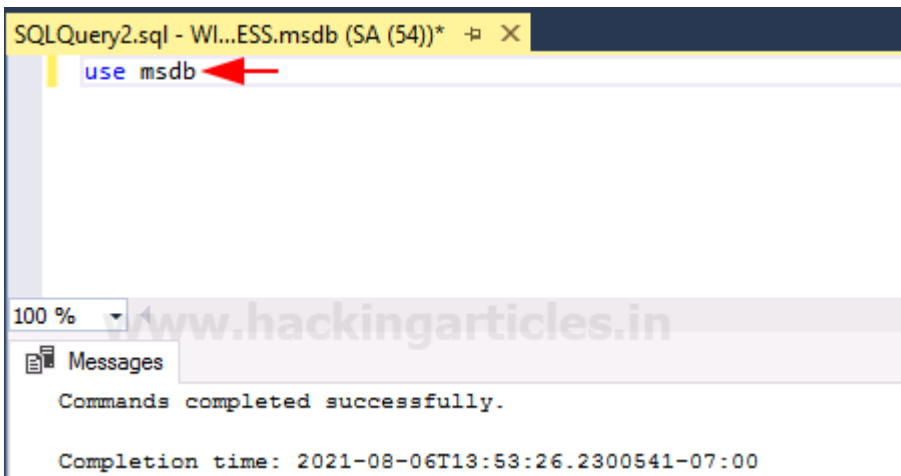 SQLQuery2.sql - WI...ESS.msdb (SA (54))*
use msdb
100 %
www.hackingarticles.in
Messages
Commands completed successfully.
Completion time: 2021-08-06T13:53:26.2300541-07:00